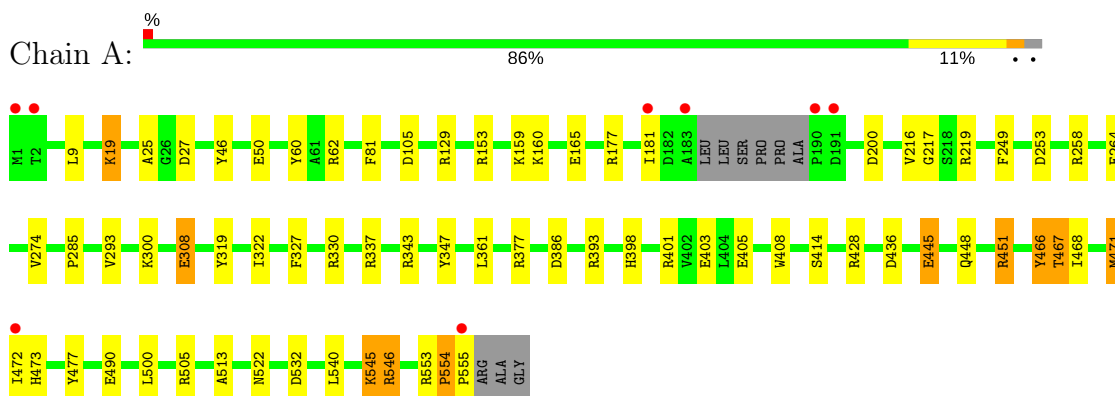 %
Chain A:
86% 11% . .
M1 T2 L9 K19 A25 G26 D27 Y46 E50 Y60 A61 R62 F81 D105 R129 R153 K159 K160 E165 R177 I181 D182 A183 LEU LEU SER PRO PRO ALA P190 D191 D200 V216 G217 S218 R219 F249 D253 R258
V274 P285 V293 K300 E308 Y319 I322 F327 R330 R337 R343 Y347 L361 R377 D386 R393 H398 R401 V402 E403 L404 E405 W408 S414 R428 D436 E445 Q448 R451 Y466 T467 I468 M471
I472 H473 Y477 E490 L500 R505 A513 N522 D532 L540 K545 R546 R553 P554 P555 ARG ALA GLY